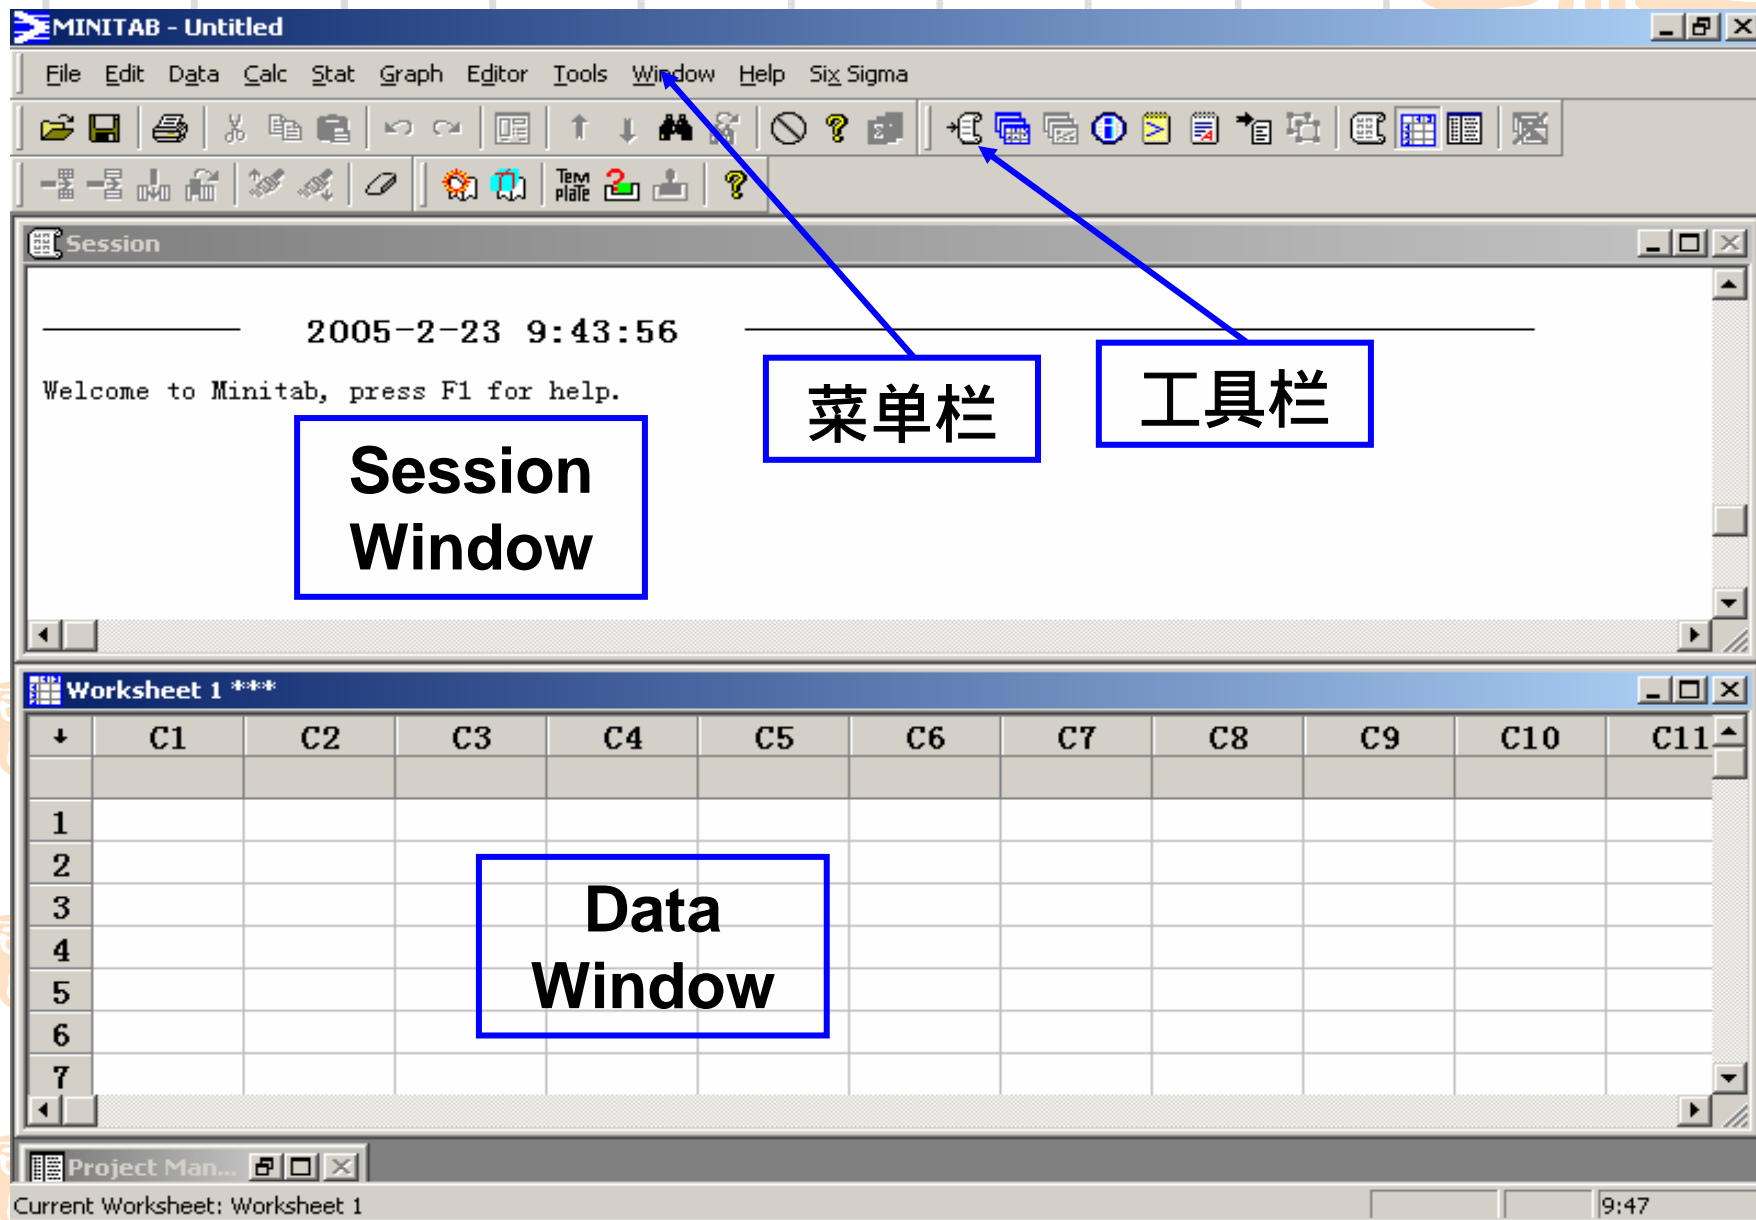 MINITAB - Untitled
File Edit Data Calc Stat Graph Editor Tools Window Help Six Sigma
TEM
plate
Session
2005-2-23 9:43:56
Welcome to Minitab, press F1 for help.
菜单栏
工具栏
Session
Window
Worksheet 1 ***
C1 C2 C3 C4 C5 C6 C7 C8 C9 C10 C11
1
2
3
4
5
6
7
Data
Window
Project Man...
Current Worksheet: Worksheet 1
9:47